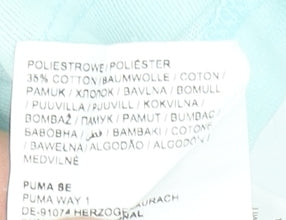 POLIESTROWE/POLIÉSTER
35% COTTON/BAUMWOLLE / COTON /
PAMUK / ХЛОПОК / BAVLNA / BOMULL
/ PUUVILLA / PUUVILL / KOKVILNA /
BOMBAŽ / ПАМУК / PAMUT / BUMBAC /
БАВОВНА / قطن / BAMBAKI / COTONE
/ BAWEŁNA / ALGODÃO / ALGODÓN /
MEDVILNĖ
PUMA SE
PUMA WAY 1
DE-91074 HERZOGENAURACH